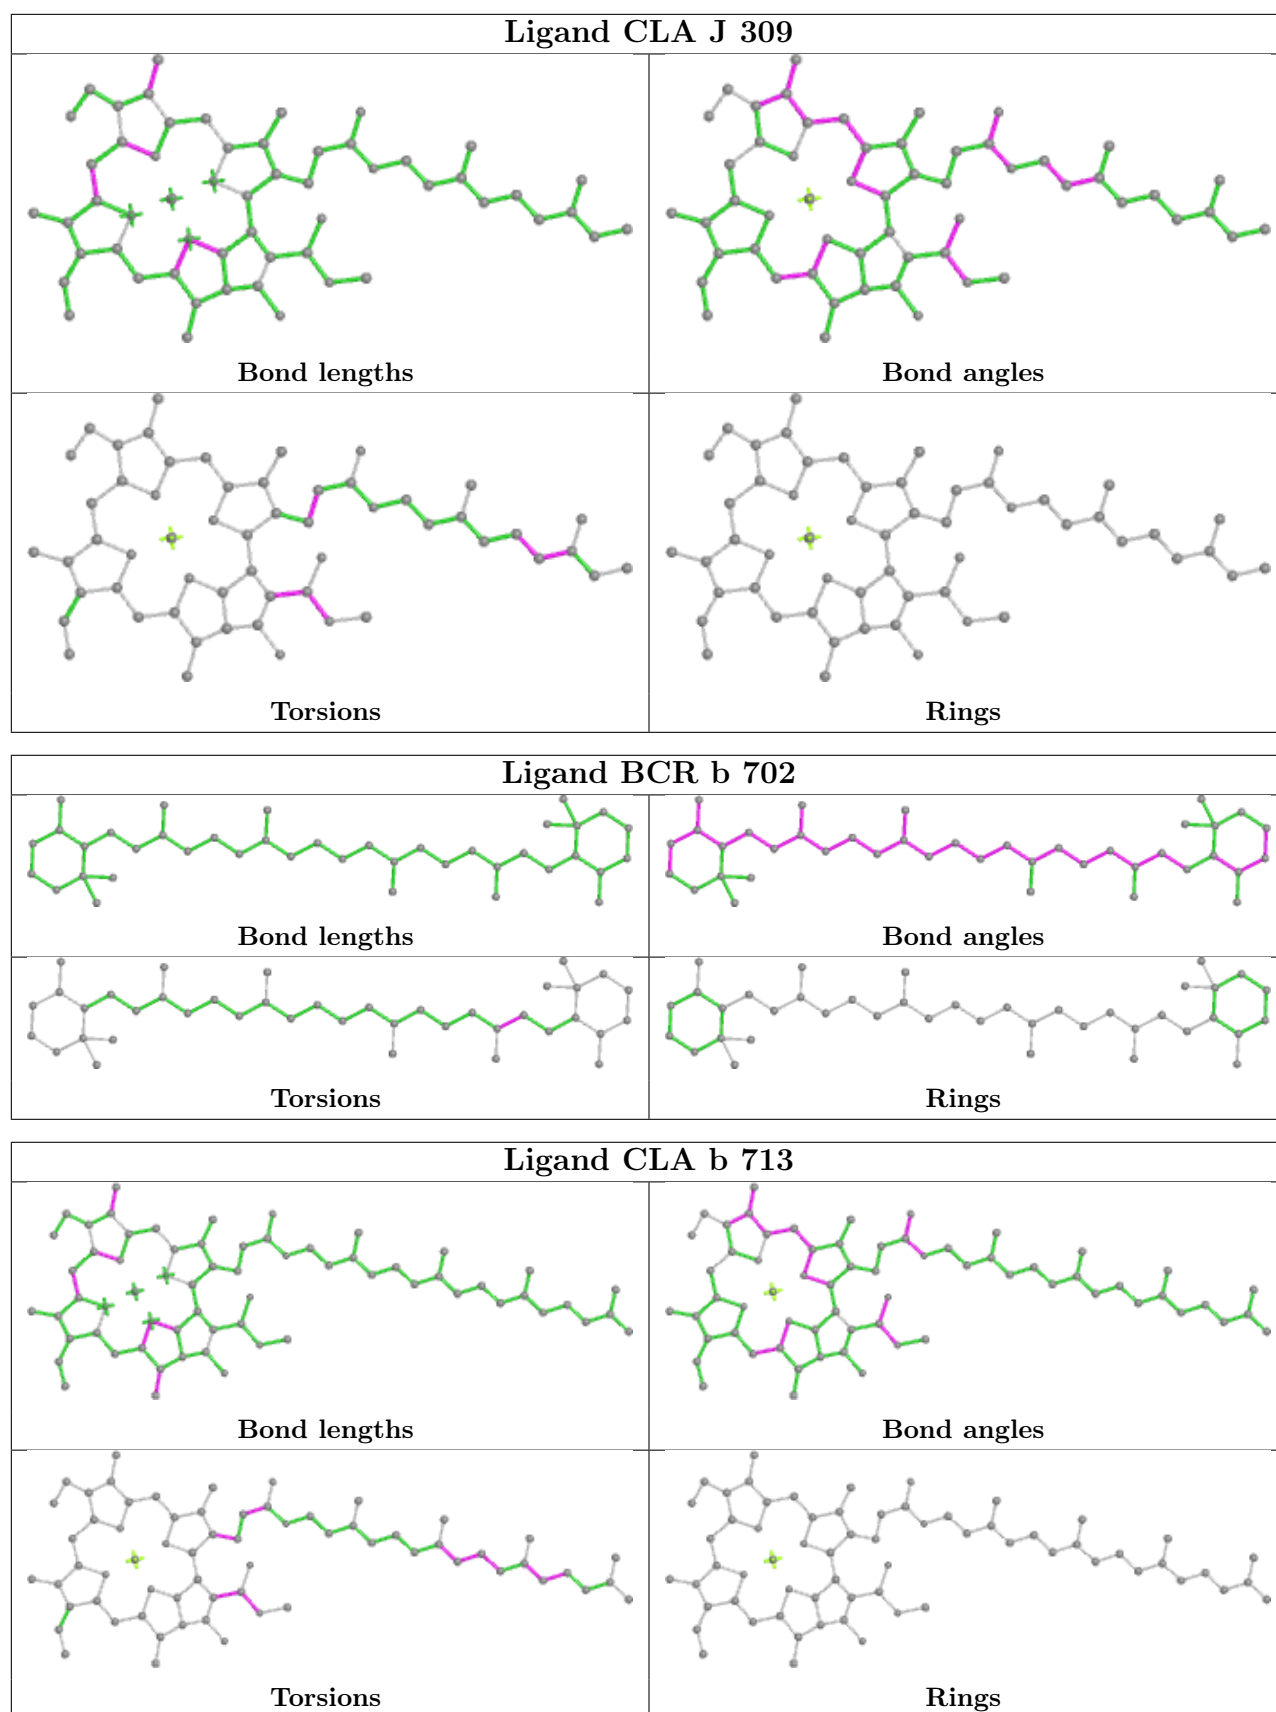 Ligand CLA J 309
Bond lengths
Bond angles
Torsions
Rings
Ligand BCR b 702
Bond lengths
Bond angles
Torsions
Rings
Ligand CLA b 713
Bond lengths
Bond angles
Torsions
Rings